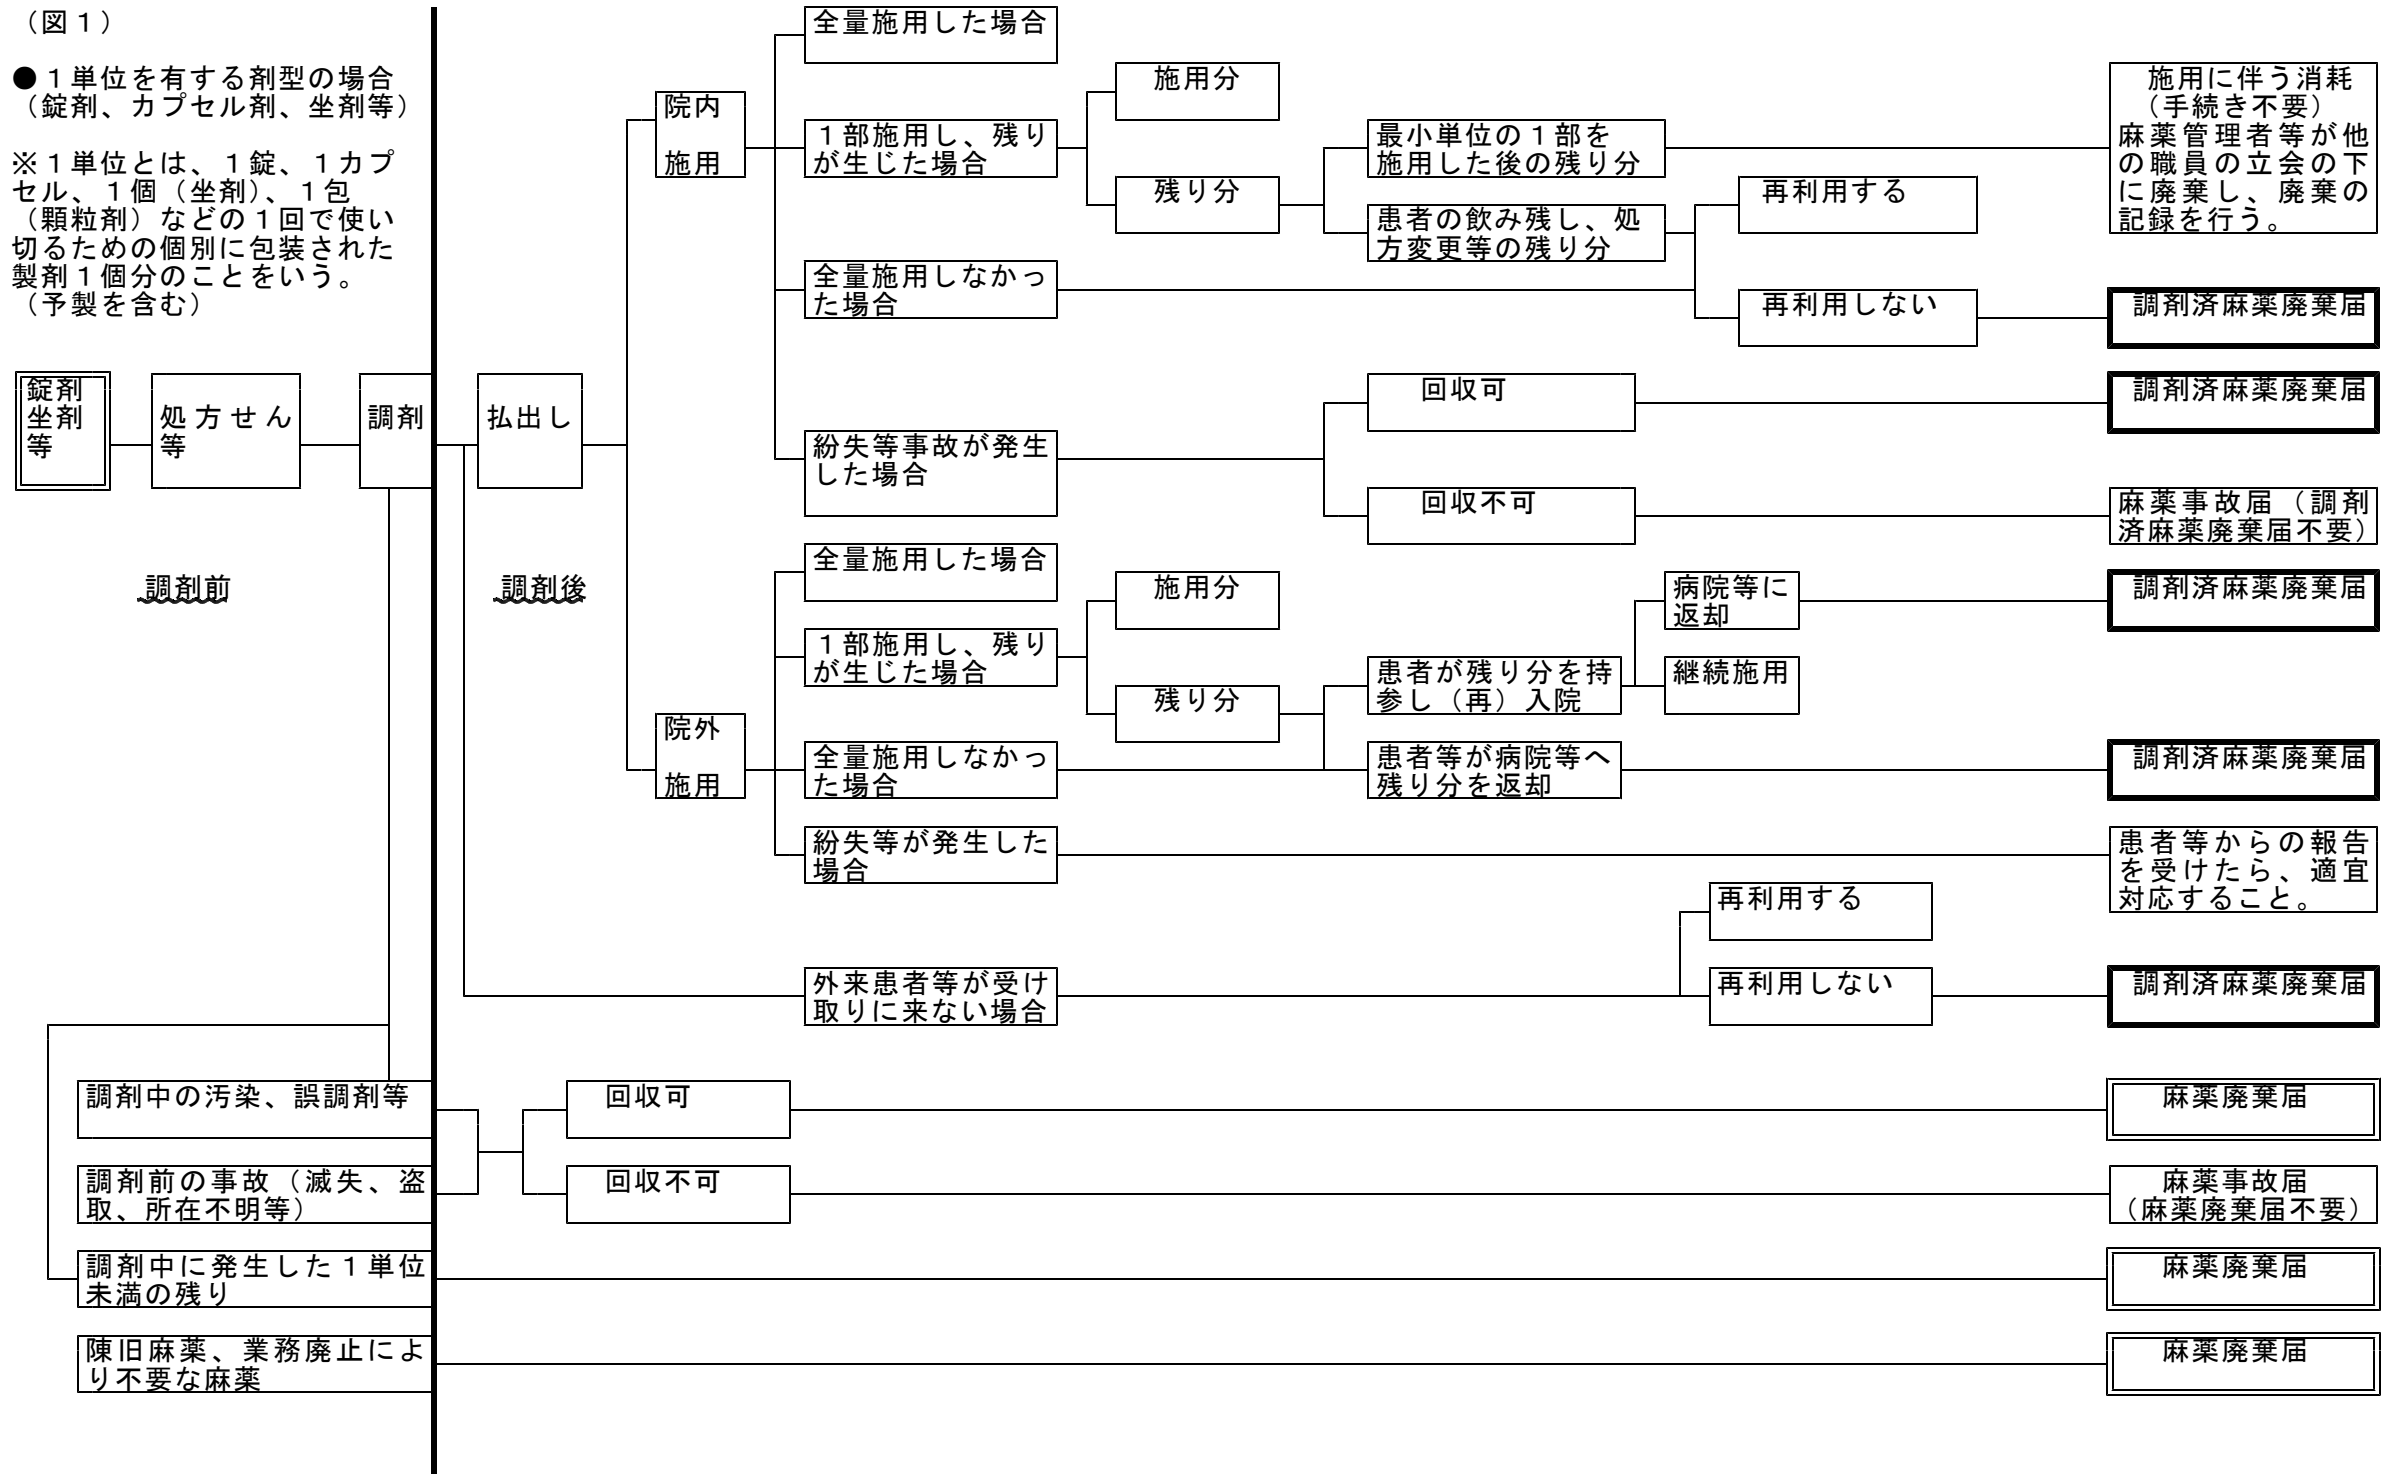 （図１）
●１単位を有する剤型の場合
（錠剤、カプセル剤、坐剤等）
※１単位とは、１錠、１カプ
セル、１個（坐剤）、１包
（顆粒剤）などの１回で使い
切るための個別に包装された
製剤１個分のことをいう。
（予製を含む）
錠剤
坐剤
等
処方せん
等
調剤
払出し
調剤前
調剤後
院内
施用
全量施用した場合
１部施用し、残り
が生じた場合
施用分
残り分
最小単位の１部を
施用した後の残り分
患者の飲み残し、処
方変更等の残り分
施用に伴う消耗
（手続き不要）
麻薬管理者等が他
の職員の立会の下
に廃棄し、廃棄の
記録を行う。
再利用する
全量施用しなかっ
た場合
再利用しない
調剤済麻薬廃棄届
紛失等事故が発生
した場合
回収可
調剤済麻薬廃棄届
回収不可
麻薬事故届（調剤
済麻薬廃棄届不要）
院外
施用
全量施用した場合
１部施用し、残り
が生じた場合
施用分
残り分
患者が残り分を持
参し（再）入院
病院等に
返却
調剤済麻薬廃棄届
継続施用
全量施用しなかっ
た場合
患者等が病院等へ
残り分を返却
調剤済麻薬廃棄届
紛失等が発生した
場合
患者等からの報告
を受けたら、適宜
対応すること。
外来患者等が受け
取りに来ない場合
再利用する
再利用しない
調剤済麻薬廃棄届
調剤中の汚染、誤調剤等
回収可
麻薬廃棄届
調剤前の事故（滅失、盗
取、所在不明等）
回収不可
麻薬事故届
（麻薬廃棄届不要）
調剤中に発生した１単位
未満の残り
麻薬廃棄届
陳旧麻薬、業務廃止によ
り不要な麻薬
麻薬廃棄届